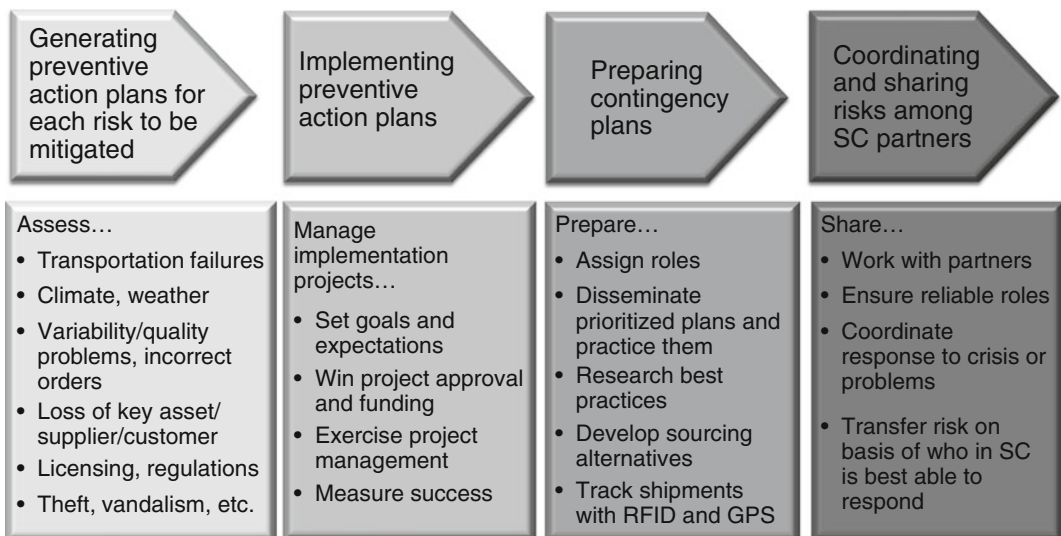 Generating
preventive
action plans for
each risk to be
mitigated
Implementing
preventive
action plans
Preparing
contingency
plans
Coordinating
and sharing
risks among
SC partners
Assess…
• Transportation failures
• Climate, weather
• Variability/quality
problems, incorrect
orders
• Loss of key asset/
supplier/customer
• Licensing, regulations
• Theft, vandalism, etc.
Manage
implementation
projects…
• Set goals and
expectations
• Win project approval
and funding
• Exercise project
management
• Measure success
Prepare…
• Assign roles
• Disseminate
prioritized plans and
practice them
• Research best
practices
• Develop sourcing
alternatives
• Track shipments
with RFID and GPS
Share…
• Work with partners
• Ensure reliable roles
• Coordinate
response to crisis or
problems
• Transfer risk on
basis of who in SC
is best able to
respond